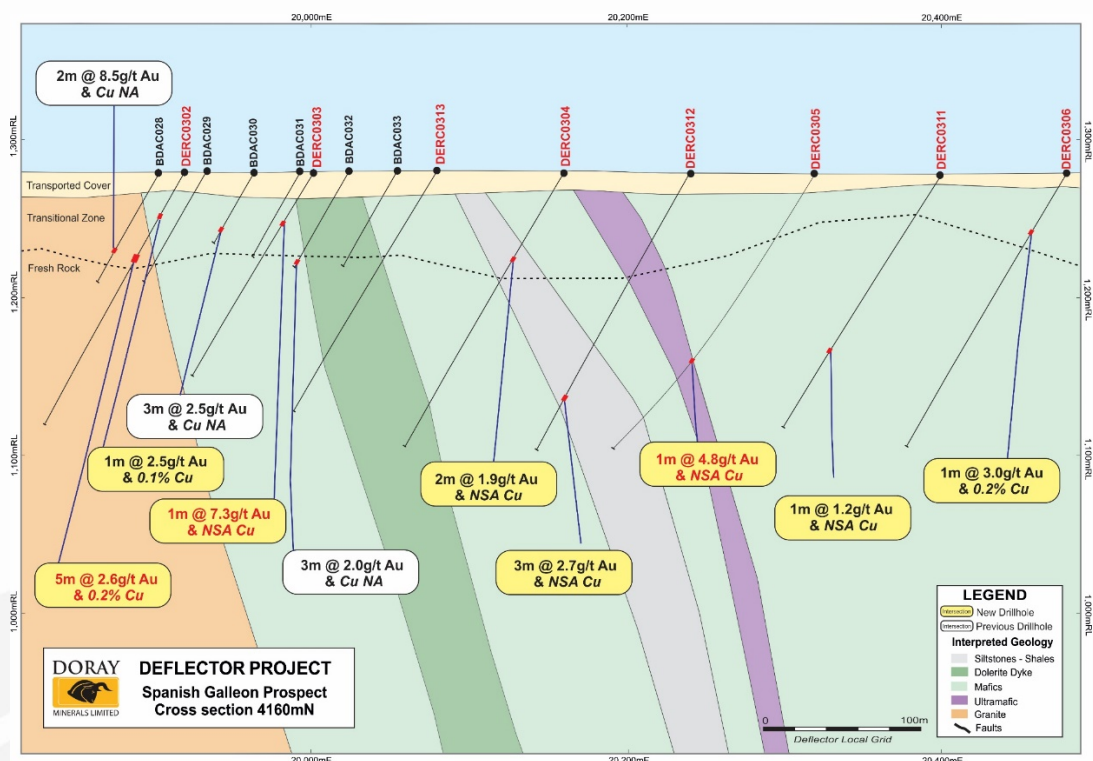 20,000mE
20,200mE
20,400mE
2m @ 8.5g/t Au
& Cu NA
BDAC028
DERC0302
BDAC029
BDAC030
BDAC031
DERC0303
BDAC032
BDAC033
DERC0313
DERC0304
DERC0312
DERC0305
DERC0311
DERC0306
1,300mRL
1,300mRL
Transported Cover
Transitional Zone
Fresh Rock
1,200mRL
1,200mRL
3m @ 2.5g/t Au
& Cu NA
1m @ 2.5g/t Au
& 0.1% Cu
1m @ 7.3g/t Au
& NSA Cu
5m @ 2.6g/t Au
& 0.2% Cu
3m @ 2.0g/t Au
& Cu NA
2m @ 1.9g/t Au
& NSA Cu
3m @ 2.7g/t Au
& NSA Cu
1m @ 4.8g/t Au
& NSA Cu
1m @ 1.2g/t Au
& NSA Cu
1m @ 3.0g/t Au
& 0.2% Cu
1,100mRL
1,100mRL
1,000mRL
1,000mRL
DORAY
MINERALS LIMITED
DEFLECTOR PROJECT
Spanish Galleon Prospect
Cross section 4160mN
LEGEND
Intersection New Drillhole
Intersection Previous Drillhole
Interpreted Geology
Siltstones - Shales
Dolerite Dyke
Mafics
Ultramafic
Granite
Faults
0 100m
Deflector Local Grid
20,000mE
20,200mE
20,400mE